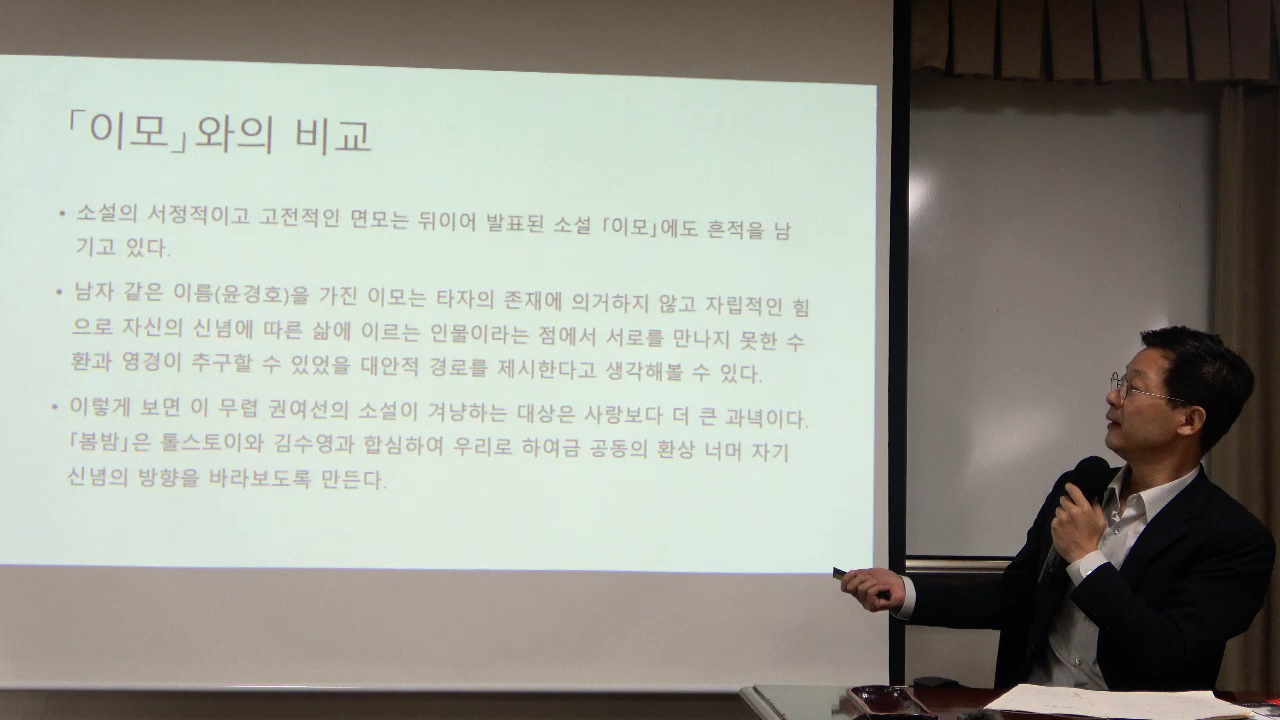 「이모」와의 비교
• 소설의 서정적이고 고전적인 면모는 뒤이어 발표된 소설 「이모」에도 흔적을 남
기고 있다.
• 남자 같은 이름(윤경호)을 가진 이모는 타자의 존재에 의거하지 않고 자립적인 힘
으로 자신의 신념에 따른 삶에 이르는 인물이라는 점에서 서로를 만나지 못한 수
환과 영경이 추구할 수 있었을 대안적 경로를 제시한다고 생각해볼 수 있다.
• 이렇게 보면 이 무렵 권여선의 소설이 겨냥하는 대상은 사랑보다 더 큰 과녁이다.
「봄밤」은 톨스토이와 김수영과 합심하여 우리로 하여금 공동의 환상 너머 자기
신념의 방향을 바라보도록 만든다.